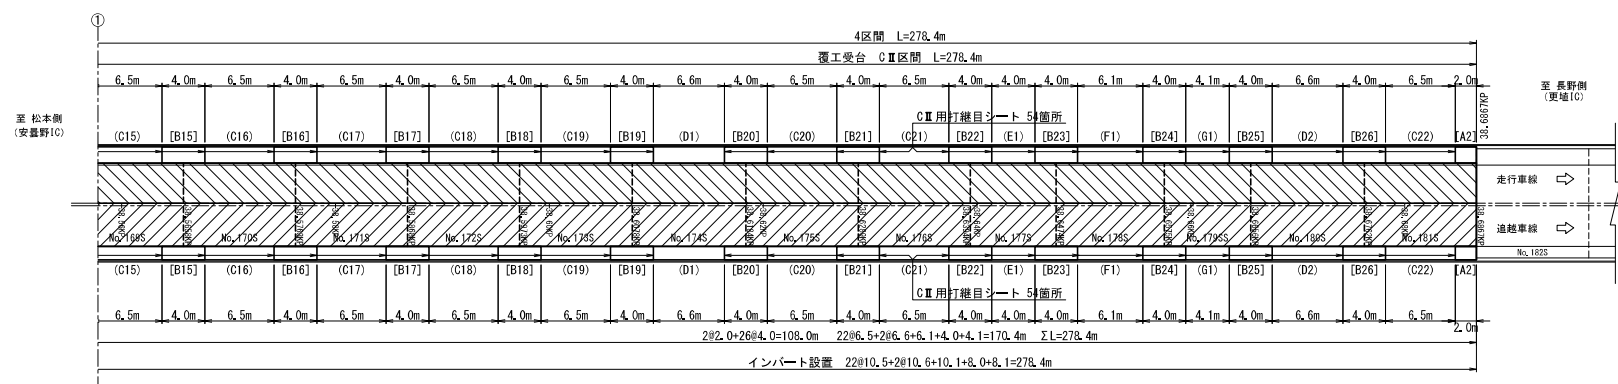 ①
4区間 L=278.4m
覆工受台 CⅡ区間 L=278.4m
6.5m 4.0m 6.5m 4.0m 6.5m 4.0m 6.5m 4.0m 6.5m 4.0m 6.6m 4.0m 6.5m 4.0m 6.5m 4.0m 4.0m 4.0m 6.1m 4.0m 4.1m 4.0m 6.6m 4.0m 6.5m 2.0m
至 松本側
(安曇野IC)
至 長野側
(更埴IC)
38.6867KP
CⅡ用打継目シート 54箇所
(C15) [B15] (C16) [B16] (C17) [B17] (C18) [B18] (C19) [B19] (D1) [B20] (C20) [B21] (C21) [B22] (E1) [B23] (F1) [B24] (G1) [B25] (D2) [B26] (C22) [A2]
走行車線
追越車線
No.169S No.170S No.171S No.172S No.173S No.174S No.175S No.176S No.177S No.178S No.179SS No.180S No.181S
No.182S
(C15) [B15] (C16) [B16] (C17) [B17] (C18) [B18] (C19) [B19] (D1) [B20] (C20) [B21] (C21) [B22] (E1) [B23] (F1) [B24] (G1) [B25] (D2) [B26] (C22) [A2]
CⅡ用打継目シート 54箇所
6.5m 4.0m 6.5m 4.0m 6.5m 4.0m 6.5m 4.0m 6.5m 4.0m 6.6m 4.0m 6.5m 4.0m 6.5m 4.0m 4.0m 4.0m 6.1m 4.0m 4.1m 4.0m 6.6m 4.0m 6.5m 2.0m
2@2.0+26@4.0=108.0m 22@6.5+2@6.6+6.1+4.0+4.1=170.4m ΣL=278.4m
インバート設置 22@10.5+2@10.6+10.1+8.0+8.1=278.4m